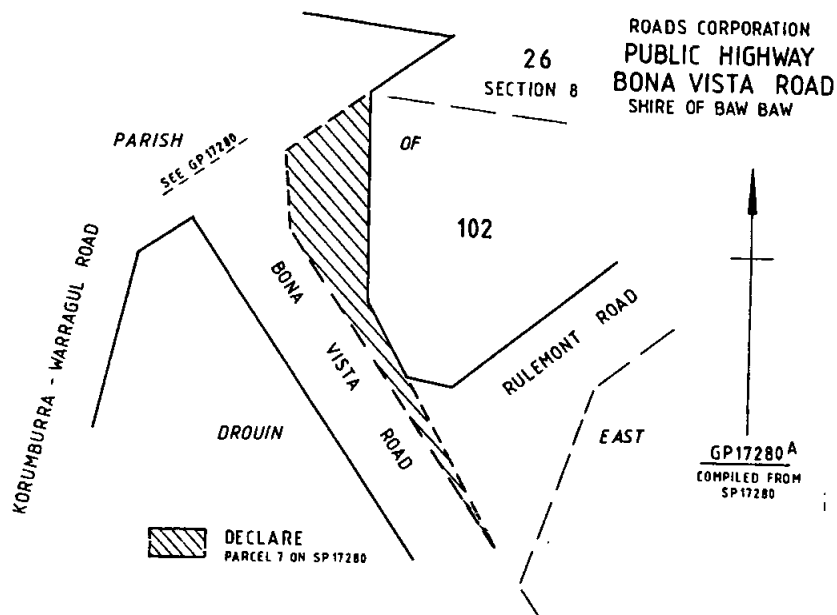 ROADS CORPORATION
PUBLIC HIGHWAY
BONA VISTA ROAD
SHIRE OF BAW BAW
26
SECTION 8
PARISH
SEE GP17280
OF
102
KORUMBURRA - WARRAGUL ROAD
BONA VISTA ROAD
RULEMONT ROAD
DROUIN
EAST
GP17280A
COMPILED FROM
SP17280
DECLARE
PARCEL 7 ON SP17280